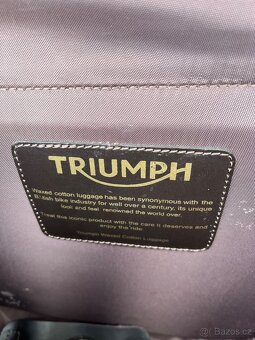 TRIUMPH
Waxed cotton luggage has been synonymous with the
British bike industry for well over a century, its unique
look and feel renowned the world over.
Treat this iconic product with the care it deserves and
enjoy the ride.
Triumph Waxed Cotton Luggage
© Bazoš.cz